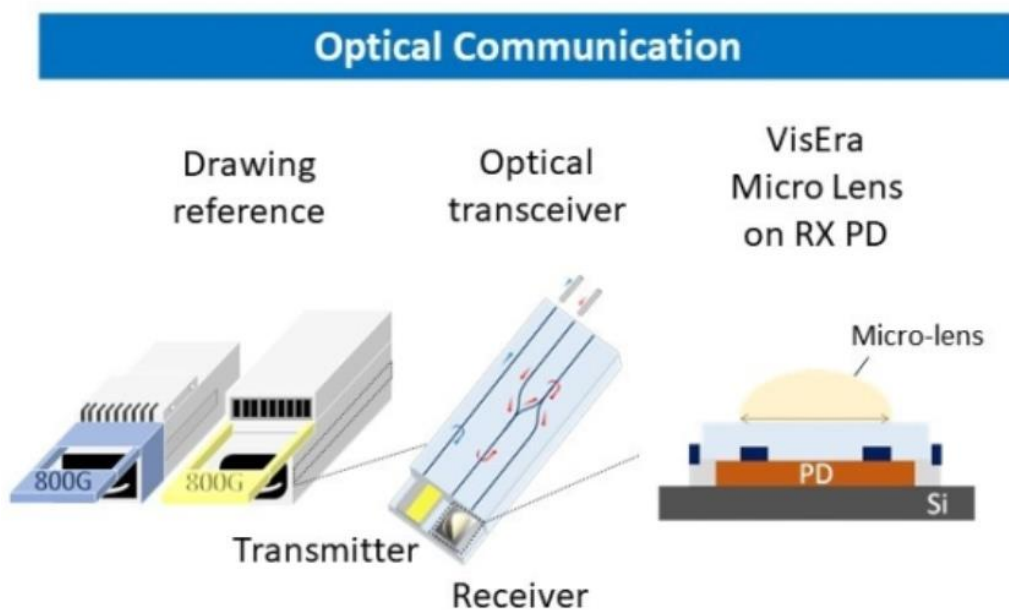 Optical Communication
Drawing
reference
Optical
transceiver
VisEra
Micro Lens
on RX PD
Micro-lens
800G
800G
PD
Si
Transmitter
Receiver